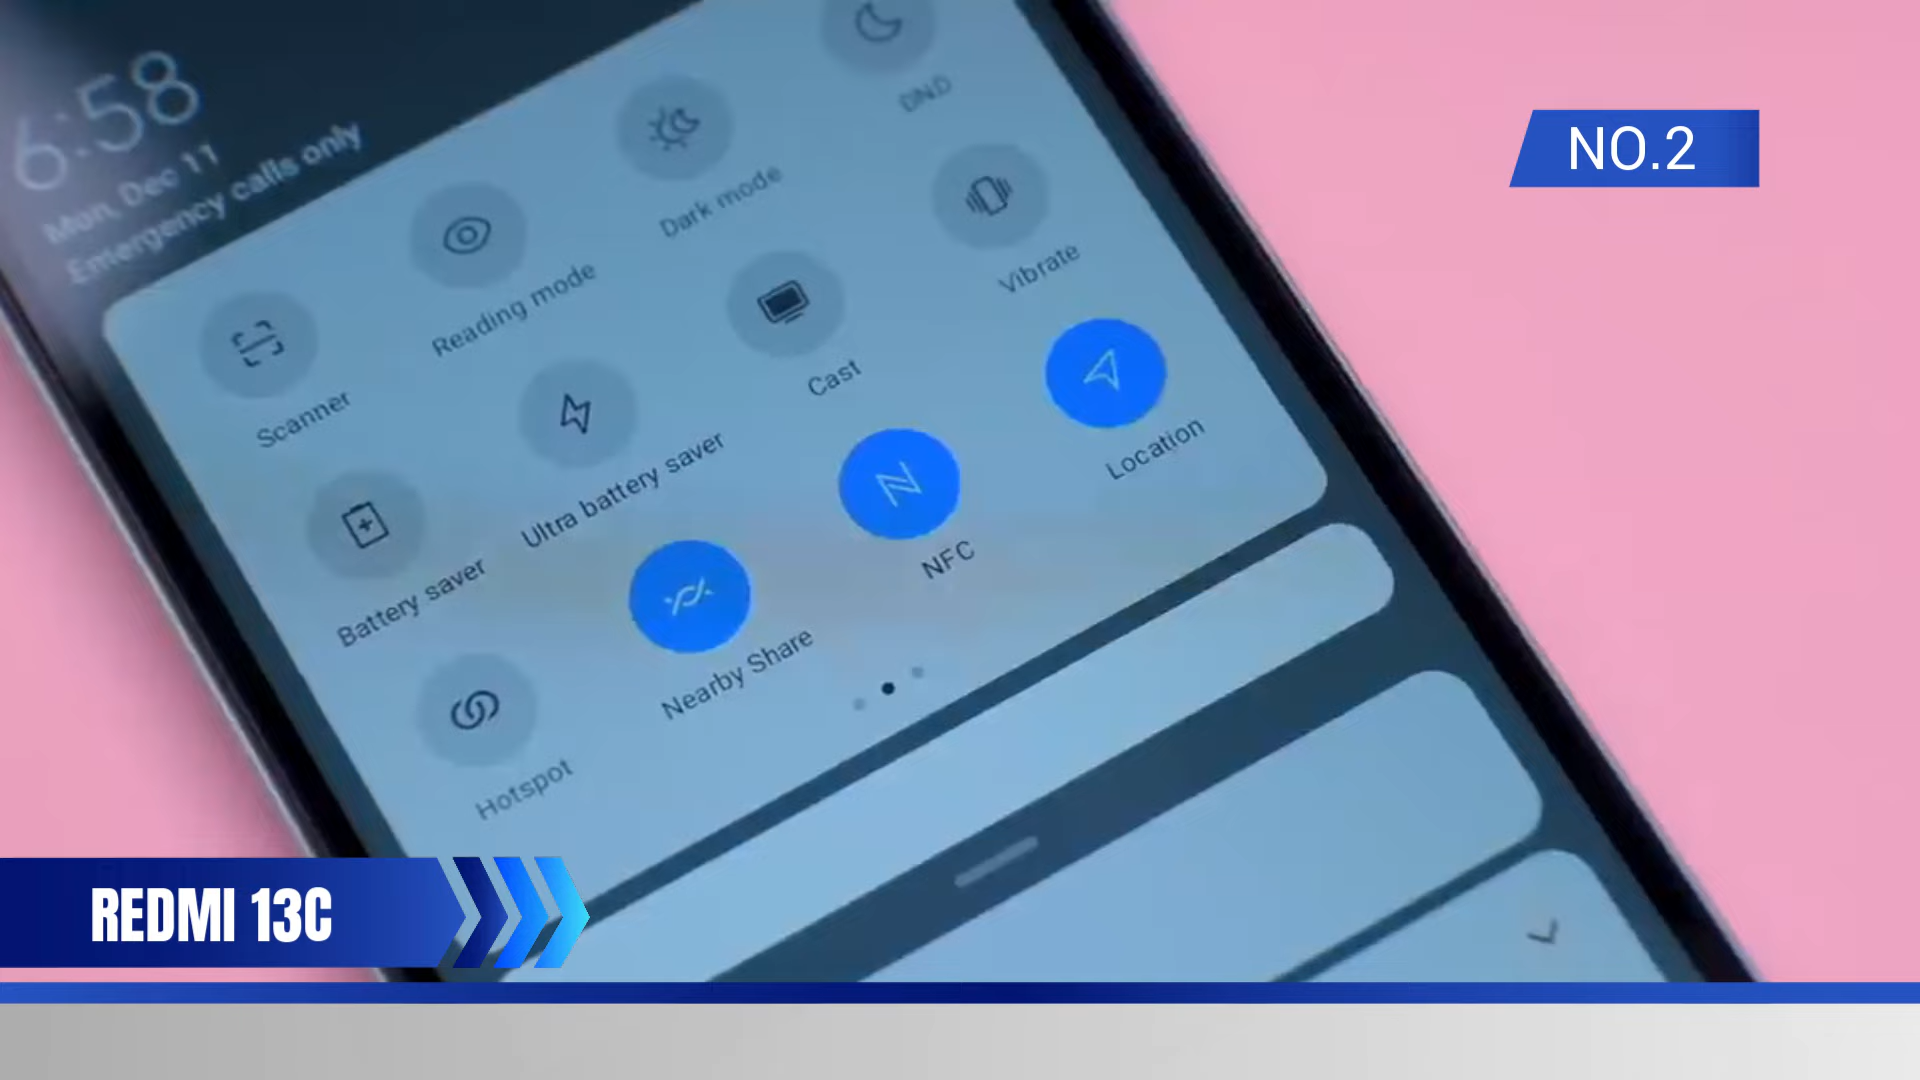 6:58
Mon, Dec 11
Emergency calls only
NO.2
DND
Dark mode
Reading mode
Scanner
Vibrate
Cast
Ultra battery saver
Battery saver
Location
NFC
Nearby Share
Hotspot
REDMI 13C